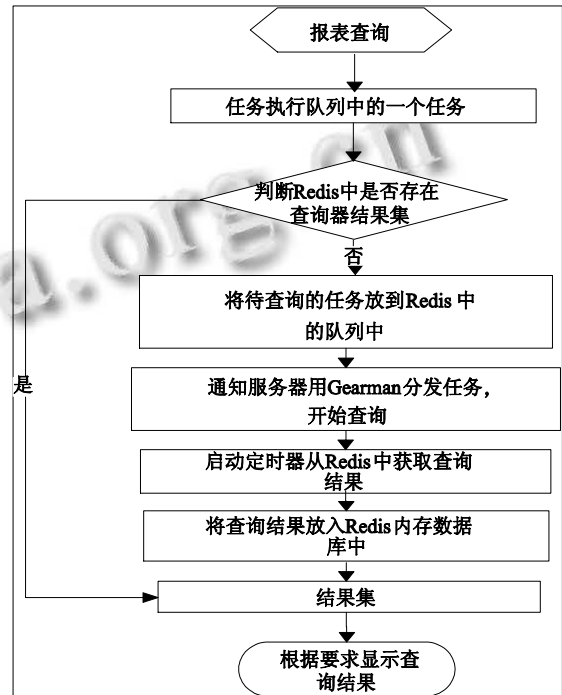 报表查询
任务执行队列中的一个任务
判断Redis中是否存在
查询器结果集
否
将待查询的任务放到Redis 中
的队列中
是
通知服务器用Gearman分发任务,
开始查询
启动定时器从Redis中获取查询
结果
将查询结果放入Redis内存数据
库中
结果集
根据要求显示查
询结果
a.org.cn